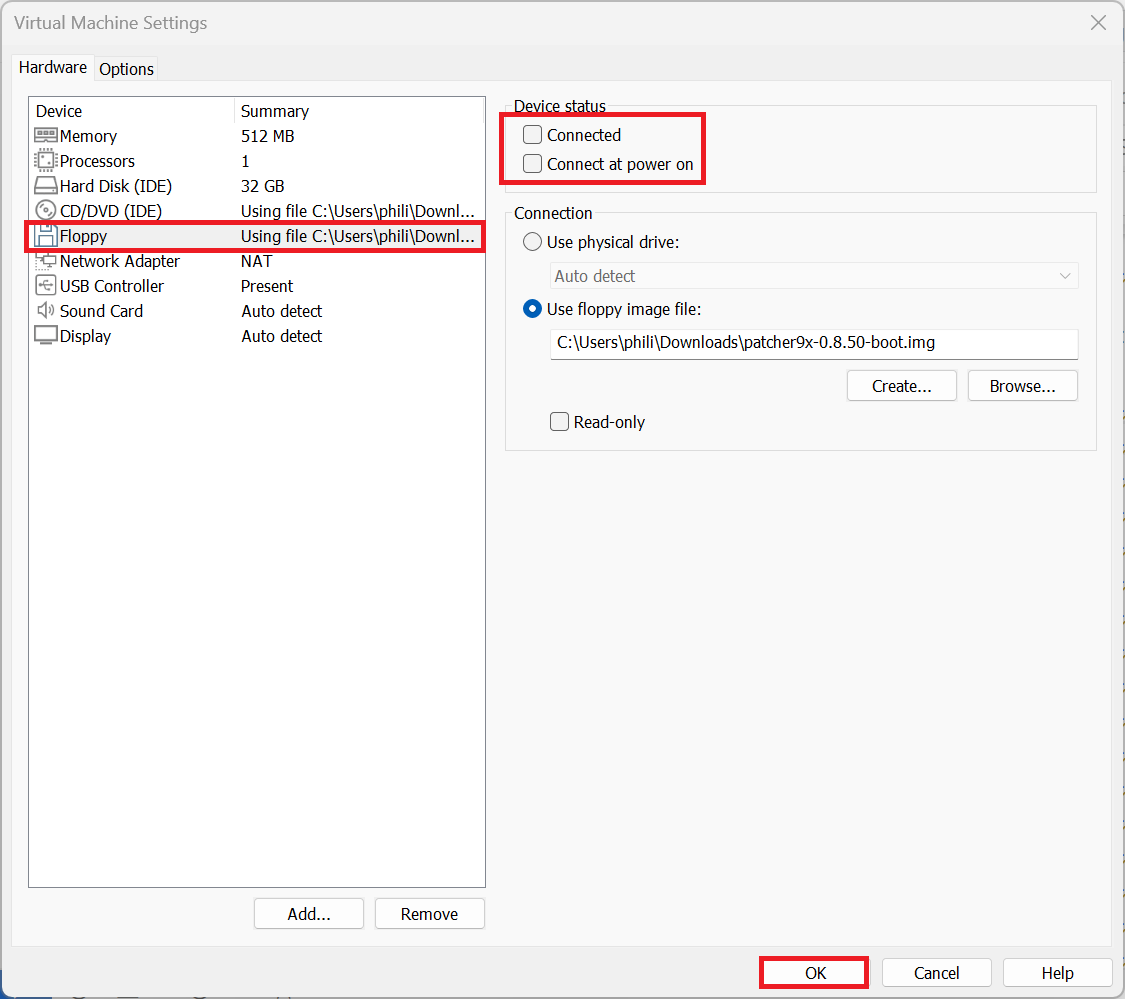 Virtual Machine Settings
Hardware Options
Device Summary
Memory 512 MB
Processors 1
Hard Disk (IDE) 32 GB
CD/DVD (IDE) Using file C:\Users\phili\Downl...
Floppy Using file C:\Users\phili\Downl...
Network Adapter NAT
USB Controller Present
Sound Card Auto detect
Display Auto detect
Add... Remove
Device status
Connected
Connect at power on
Connection
Use physical drive:
Auto detect
Use floppy image file:
C:\Users\phili\Downloads\patcher9x-0.8.50-boot.img
Create... Browse...
Read-only
OK Cancel Help